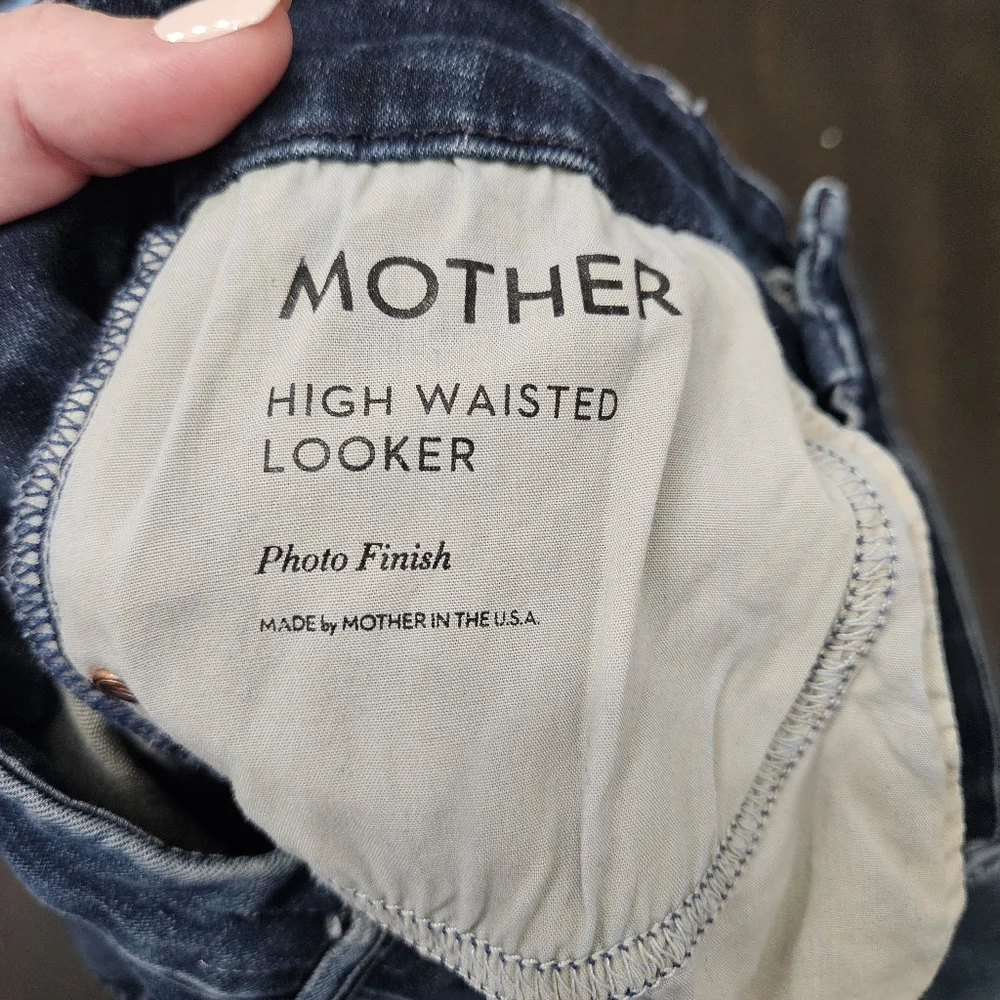 MOTHER
HIGH WAISTED
LOOKER
Photo Finish
MADE by MOTHER IN THE U.S.A.